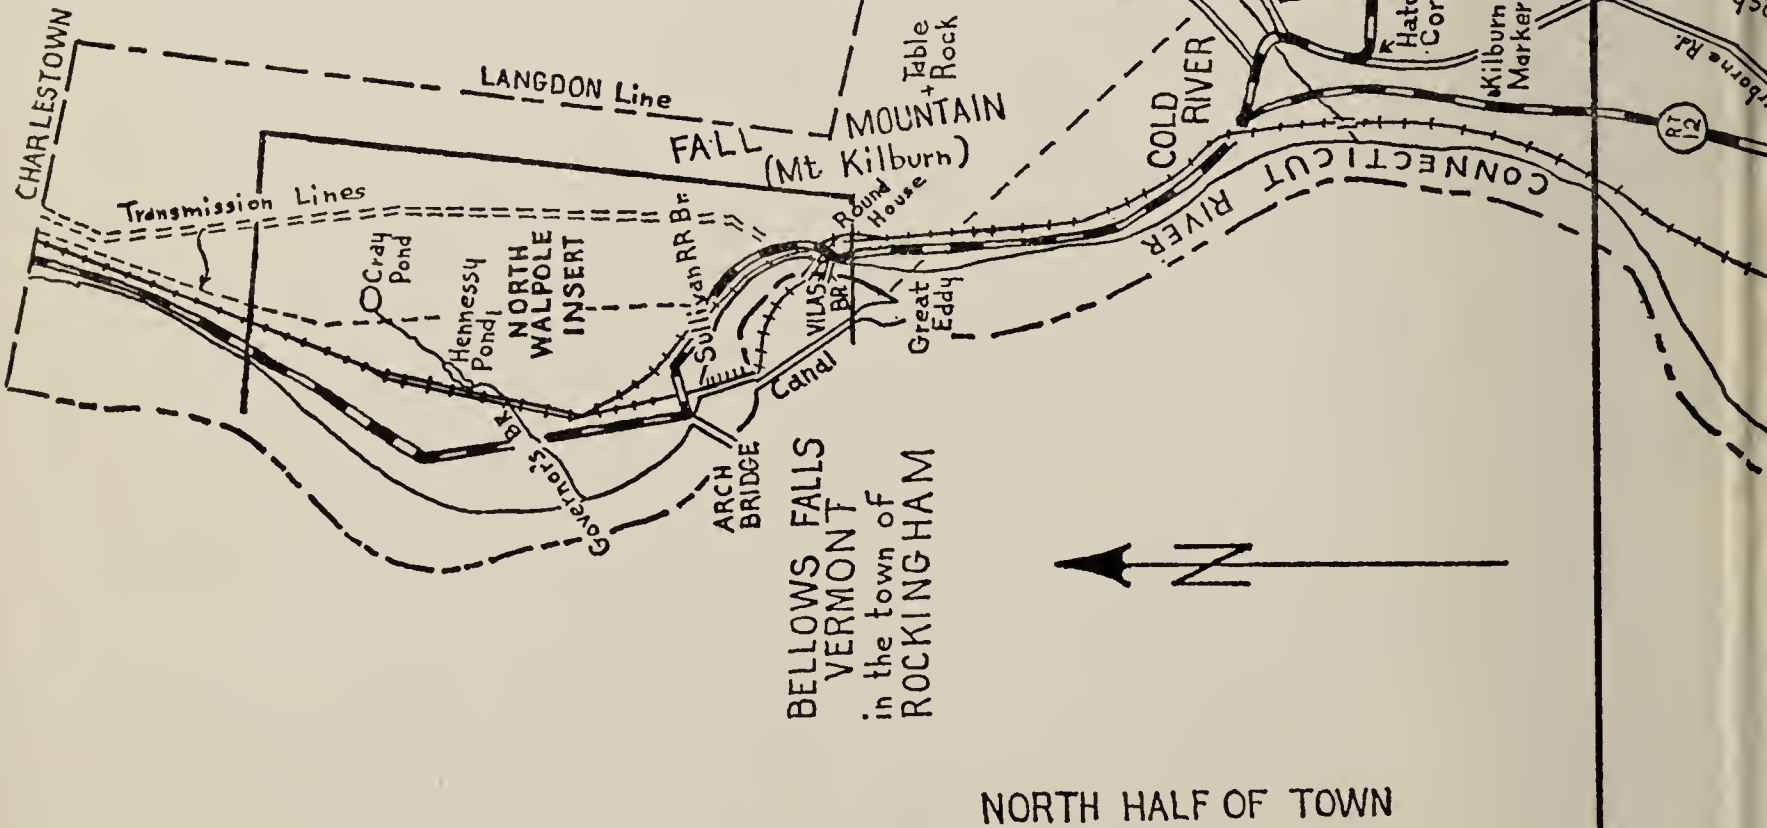 CHARLESTOWN
LANGDON Line
Table
Rock
FALL MOUNTAIN
(Mt. Kilburn)
COLD
RIVER
Kilburn
Marker
Rd.
RT
12
Transmission Lines
Cray
Pond
Hennessy
Pond
NORTH
WALPOLE
INSERT
Sullivan RR Br.
Round
House
VILAS
BR
Great
Eddy
CONNECTICUT
RIVER
Canal
Governor's BR
ARCH
BRIDGE
BELLOWS FALLS
VERMONT
in the town of
ROCKINGHAM
N
NORTH HALF OF TOWN